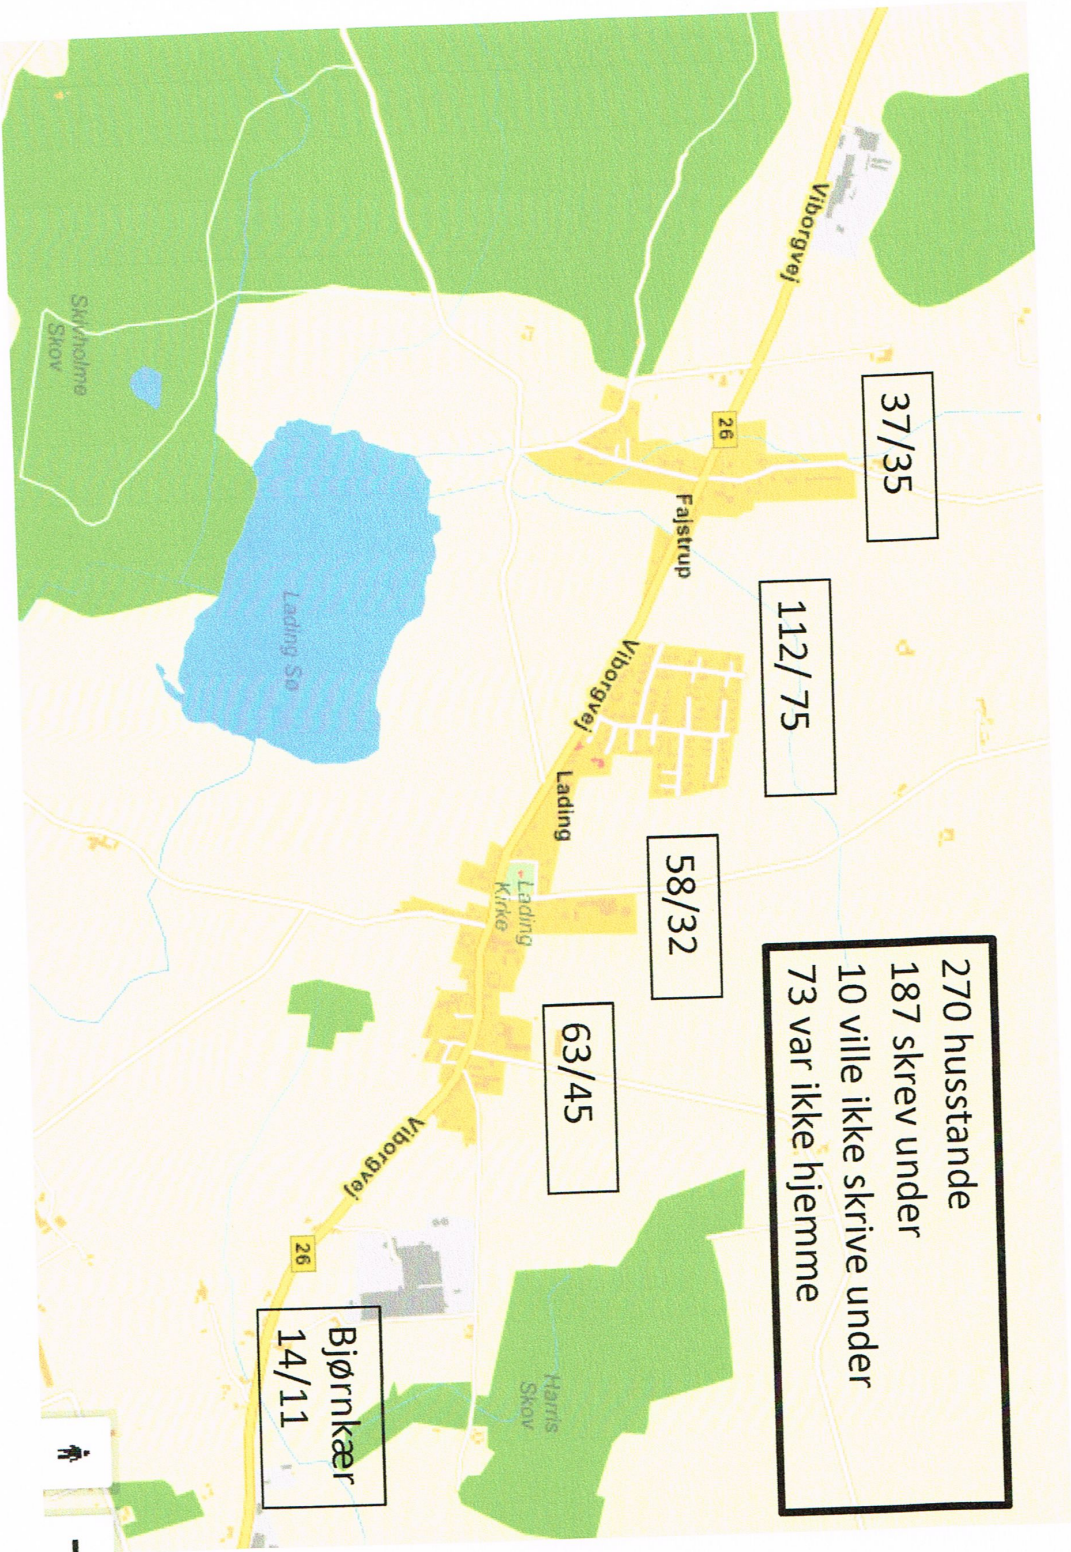 Viborgvej
37/35
26
Fajstrup
112/75
Viborgvej
Lading
58/32
Lading
Kirke
270 husstande
187 skrev under
10 ville ikke skrive under
73 var ikke hjemme
63/45
Viborgvej
26
Bjørnkær
14/11
Harris
Skov
Lading Sø
Skivholme
Skov